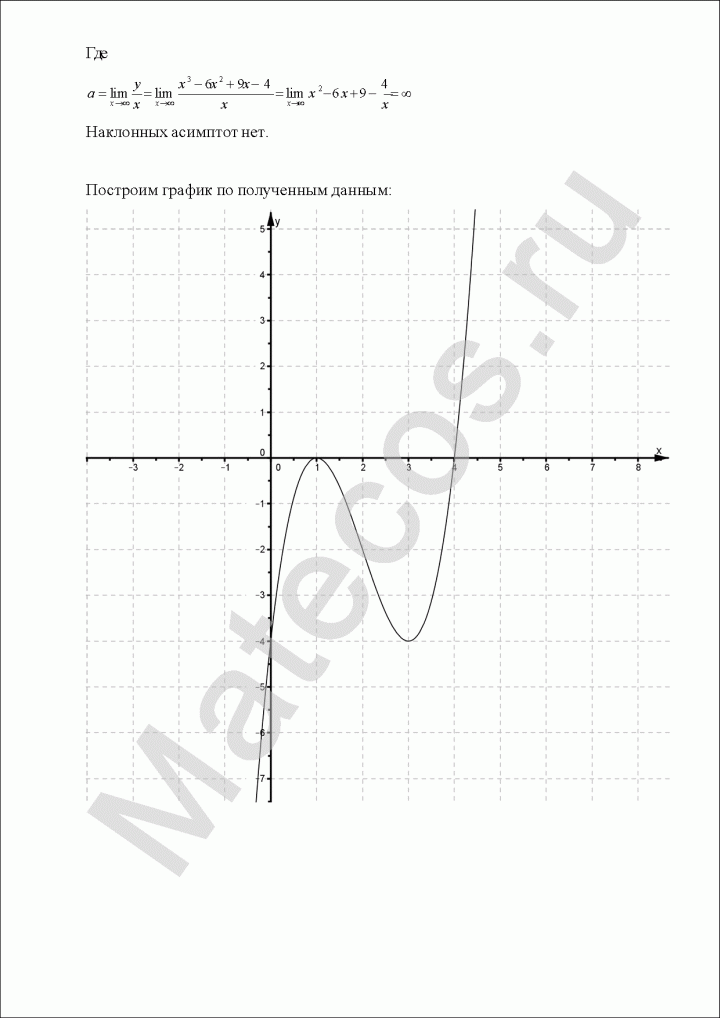 Где
a = lim x→∞ y/x = lim x→∞ (x³ − 6x² + 9x − 4)/x = lim x→∞ x² − 6x + 9 − 4/x = ∞
Наклонных асимптот нет.
Построим график по полученным данным:
y
5
4
3
2
1
0
x
−3 −2 −1 0 1 2 3 4 5 6 7 8
−1
−2
−3
−4
−5
−6
−7
Matecos.ru